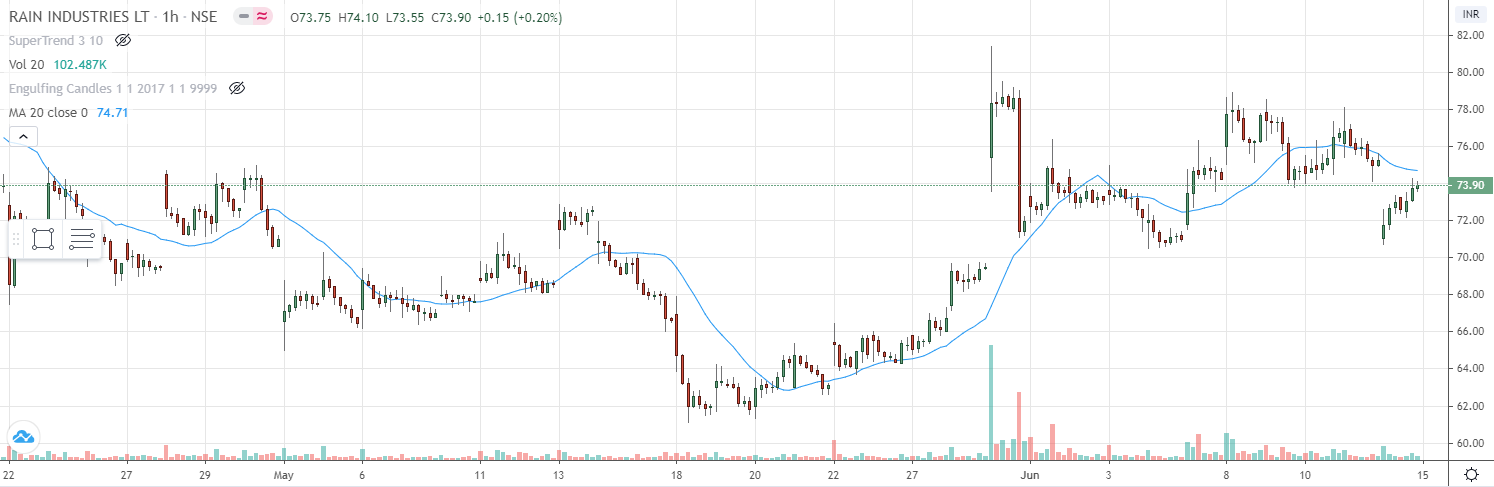 RAIN INDUSTRIES LT · 1h · NSE O73.75 H74.10 L73.55 C73.90 +0.15 (+0.20%)
INR
SuperTrend 3 10
Vol 20 102.487K
Engulfing Candles 1 1 2017 1 1 9999
MA 20 close 0 74.71
82.00
80.00
78.00
76.00
73.90
72.00
70.00
68.00
66.00
64.00
62.00
60.00
22 27 29 May 6 11 13 18 20 22 27 Jun 3 8 10 15